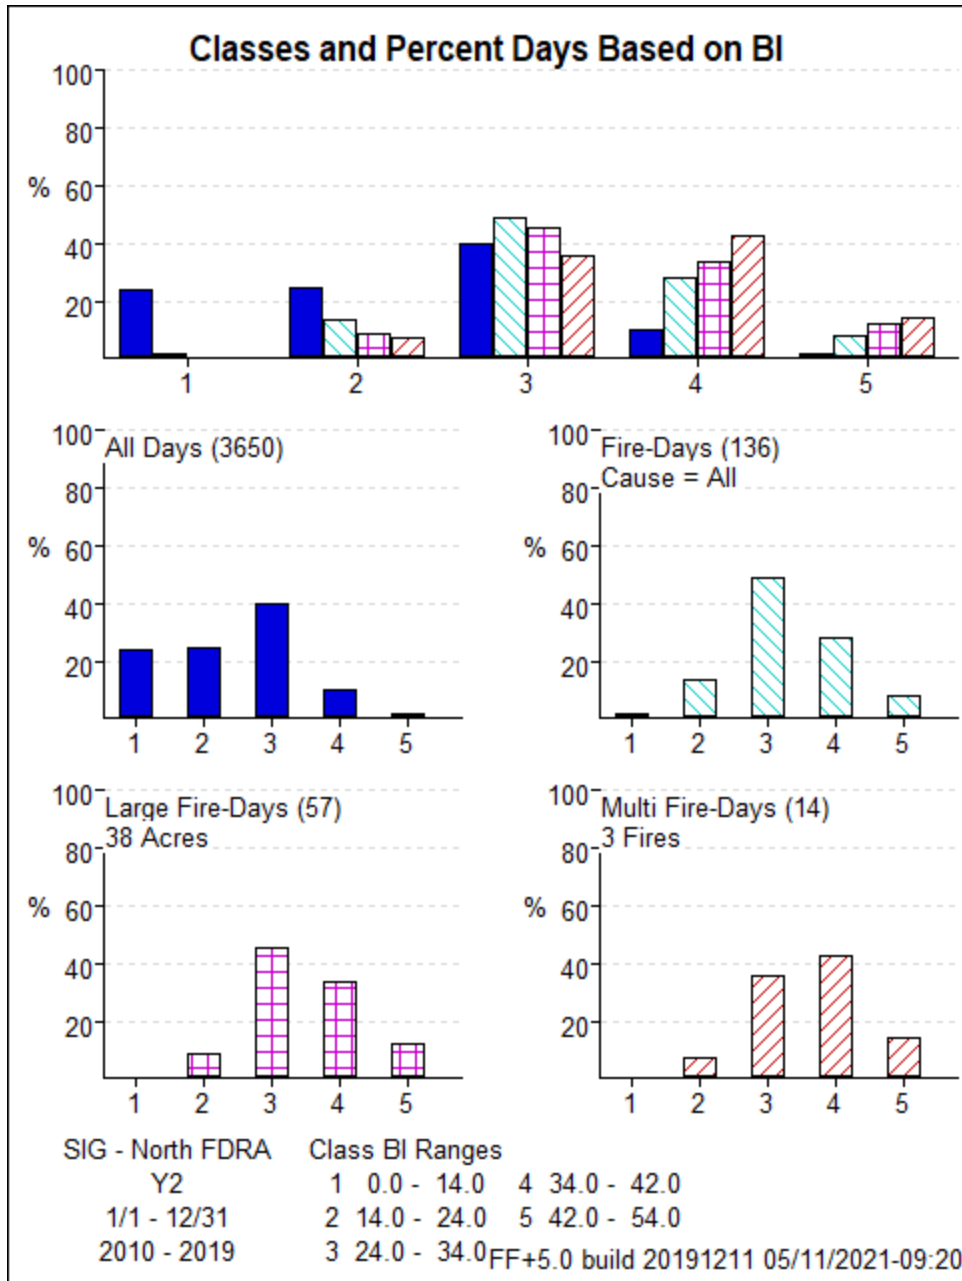 Classes and Percent Days Based on BI
100
80
% 60
40
20
1 2 3 4 5
100 All Days (3650)
80
% 60
40
20
1 2 3 4 5
100 Fire-Days (136)
Cause = All
80
% 60
40
20
1 2 3 4 5
100 Large Fire-Days (57)
38 Acres
80
% 60
40
20
1 2 3 4 5
100 Multi Fire-Days (14)
3 Fires
80
% 60
40
20
1 2 3 4 5
SIG - North FDRA
Y2
1/1 - 12/31
2010 - 2019
Class BI Ranges
1 0.0 - 14.0 4 34.0 - 42.0
2 14.0 - 24.0 5 42.0 - 54.0
3 24.0 - 34.0
FF+5.0 build 20191211 05/11/2021-09:20